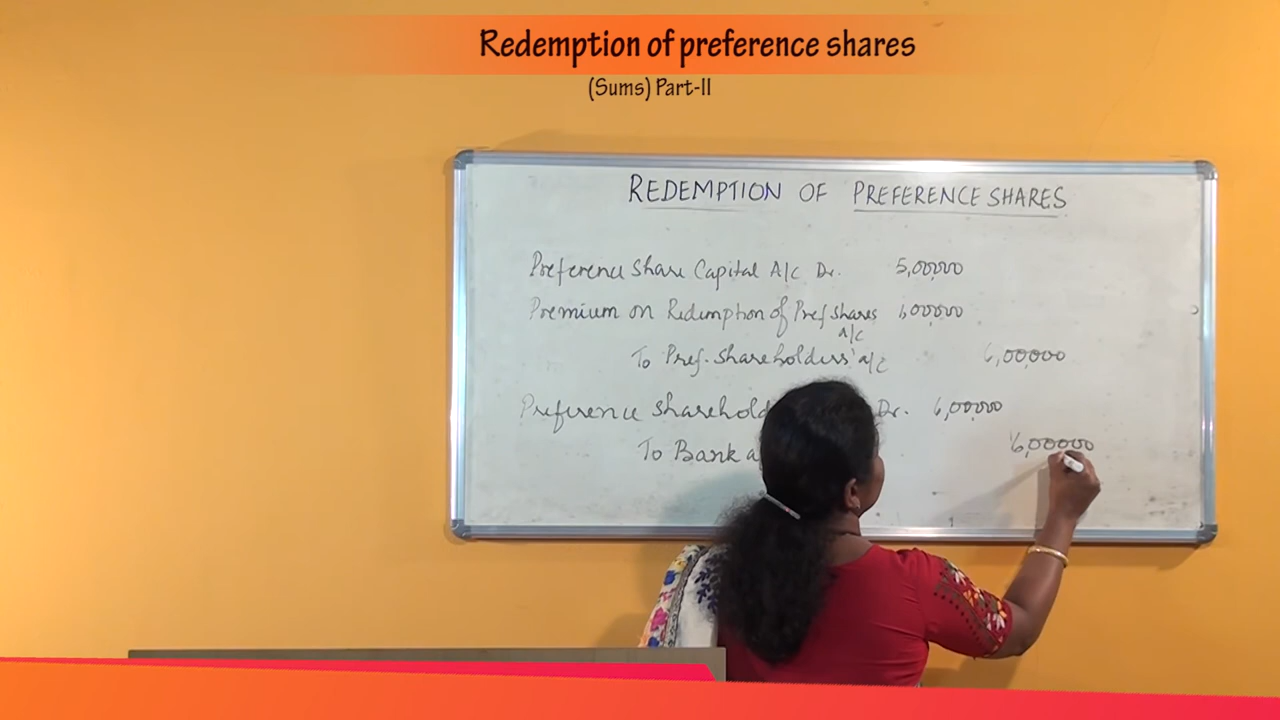 Redemption of preference shares
(Sums) Part-II
REDEMPTION OF PREFERENCE SHARES
Preference Share Capital A/c Dr. 5,00,000
Premium on Redemption of Pref shares 1,00,000
a/c
To Pref. shareholders' a/c 6,00,000
Preference Dr. 6,00,000
To Bank 6,00,000